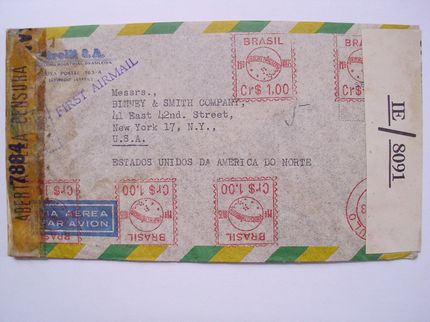 S.A.
FIRST AIRMAIL
Messrs.,
BINNEY & SMITH COMPANY,
41 East 42nd. Street,
New York 17, N.Y.,
U.S.A.
ESTADOS UNIDOS DA AMERICA DO NORTE
BRASIL
Cr$ 1.00
BRASIL
IE/8091
7884
CENSURA
VIA AEREA
PAR AVION
Cr$ 1.00
BRASIL
Cr$ 1.00
BRASIL
Cr$ 1.00